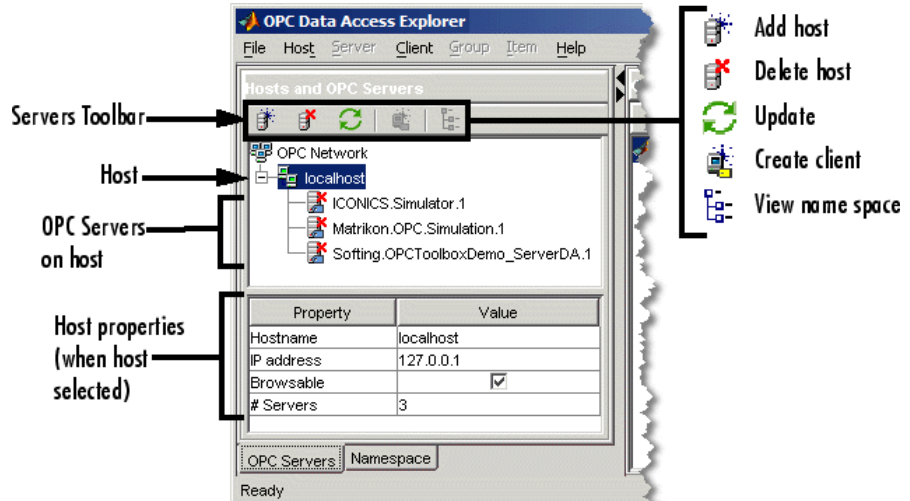 OPC Data Access Explorer
File Host Server Client Group Item Help
Hosts and OPC Servers
Servers Toolbar
OPC Network
Host
localhost
OPC Servers
on host
ICONICS.Simulator.1
Matrikon.OPC.Simulation.1
Softing.OPCToolboxDemo_ServerDA.1
Host properties
(when host
selected)
Property Value
Hostname localhost
IP address 127.0.0.1
Browsable
# Servers 3
OPC Servers Namespace
Ready
Add host
Delete host
Update
Create client
View name space